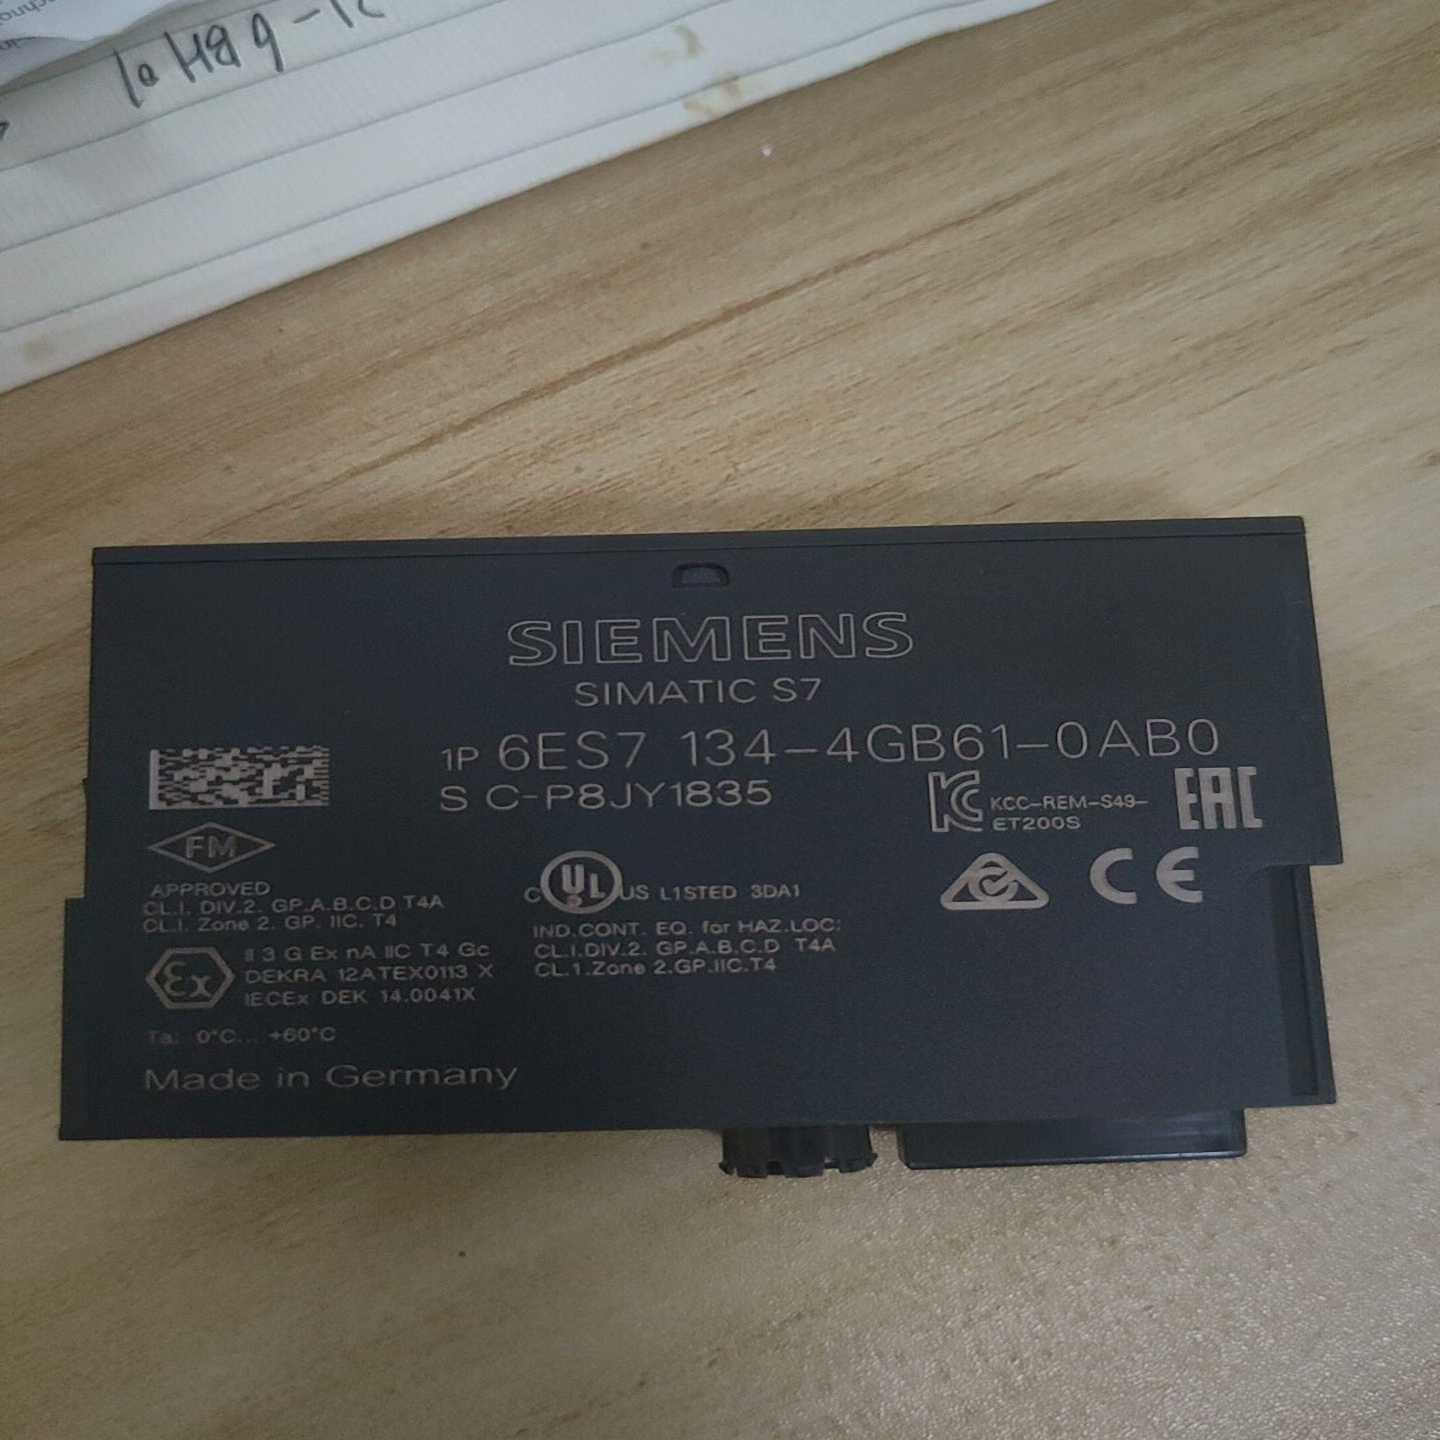 SIEMENS
SIMATIC S7
1P 6ES7 134-4GB61-0AB0
S C-P8JY1835
KCC-REM-S49-
ET200S
EAC
FM
APPROVED
CL.I. DIV.2. GP.A.B.C.D T4A
CL.I. Zone 2. GP. IIC. T4
C UL US LISTED 3DA1
IND.CONT. EQ. for HAZ.LOC:
CL.I.DIV.2. GP.A.B.C.D T4A
CL.1.Zone 2.GP.IIC.T4
CE
Ex
II 3 G Ex nA IIC T4 Gc
DEKRA 12ATEX0113 X
IECEx DEK 14.0041X
Ta: 0°C... +60°C
Made in Germany